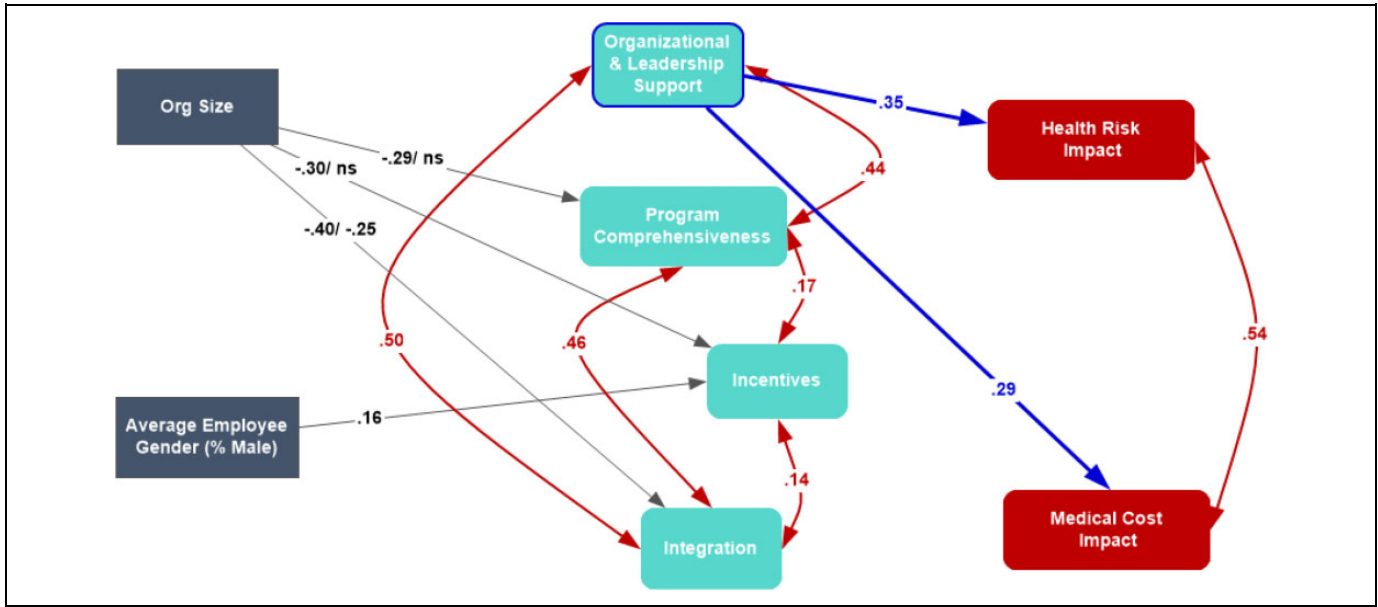 Organizational
& Leadership
Support
Org Size
.35
Health Risk
Impact
-.29/ ns
-.30/ ns
.44
Program
Comprehensiveness
-.40/ -.25
.17
.50
.46
.54
Incentives
.29
Average Employee
Gender (% Male)
.16
.14
Integration
Medical Cost
Impact